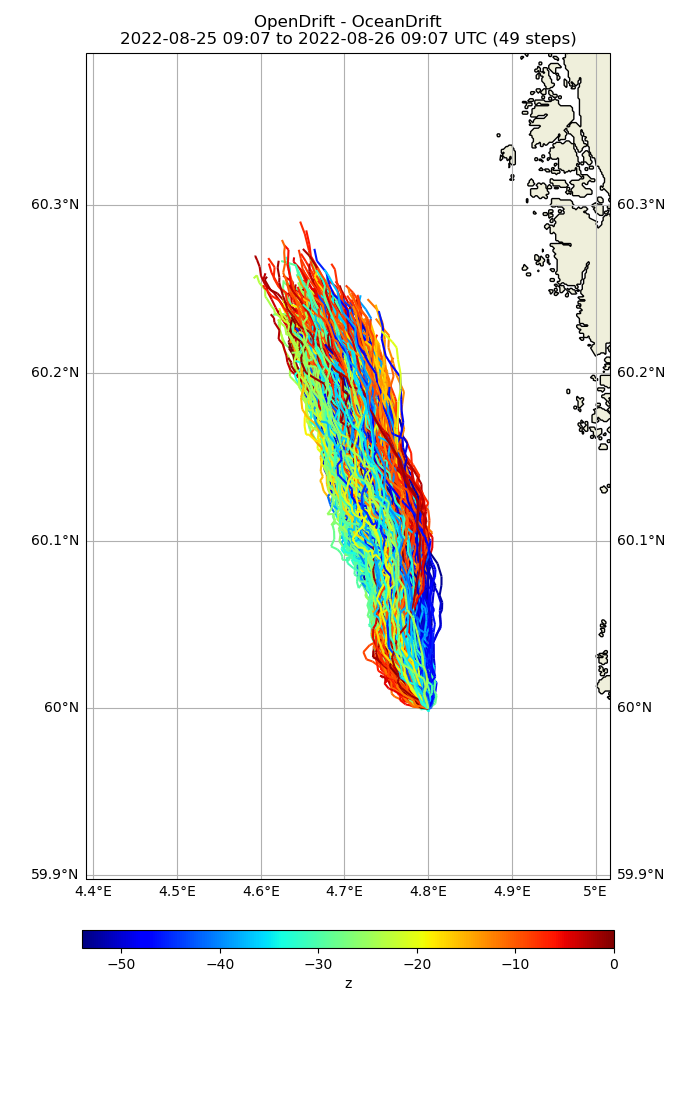 OpenDrift - OceanDrift
2022-08-25 09:07 to 2022-08-26 09:07 UTC (49 steps)
60.3°N 60.3°N
60.2°N 60.2°N
60.1°N 60.1°N
60°N 60°N
59.9°N 59.9°N
4.4°E 4.5°E 4.6°E 4.7°E 4.8°E 4.9°E 5°E
−50 −40 −30 −20 −10 0
z